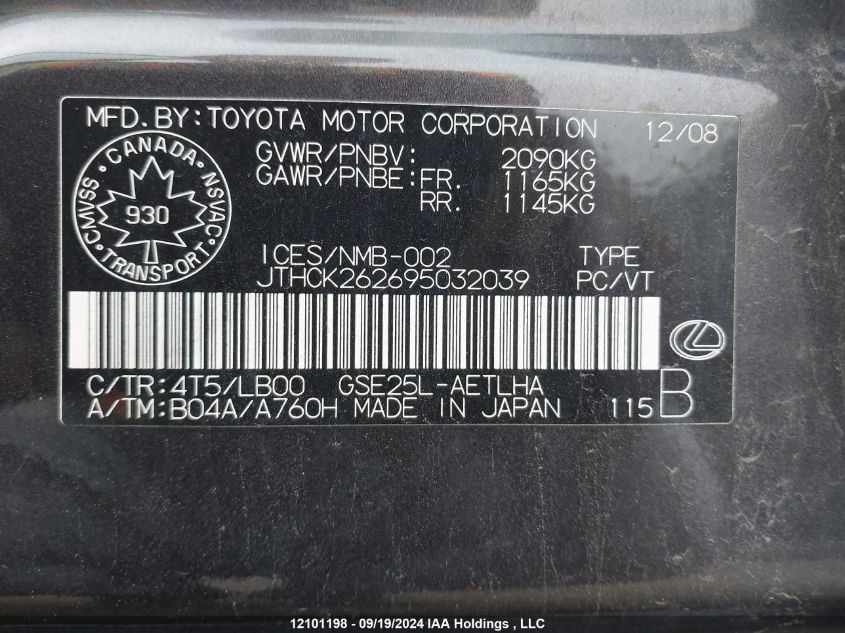 MFD.BY:TOYOTA MOTOR CORPORATION 12/08
GVWR/PNBV: 2090KG
GAWR/PNBE:FR. 1165KG
RR. 1145KG
CANADA
CMVSS NSVAC
930
TRANSPORT
ICES/NMB-002 TYPE
JTHCK262695032039 PC/VT
C/TR:4T5/LB00 GSE25L-AETLHA
A/TM:B04A/A760H MADE IN JAPAN 115 B
12101198 - 09/19/2024 IAA Holdings , LLC